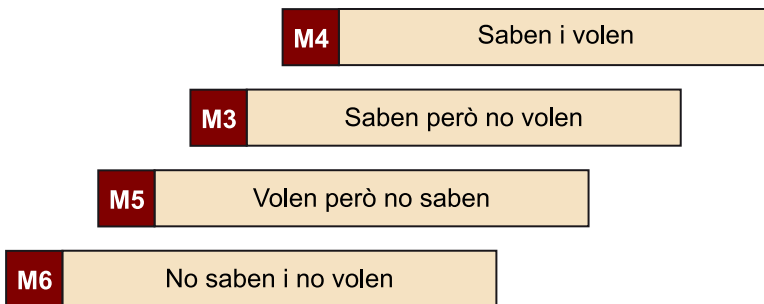 M4 Saben i volen
M3 Saben però no volen
M5 Volen però no saben
M6 No saben i no volen